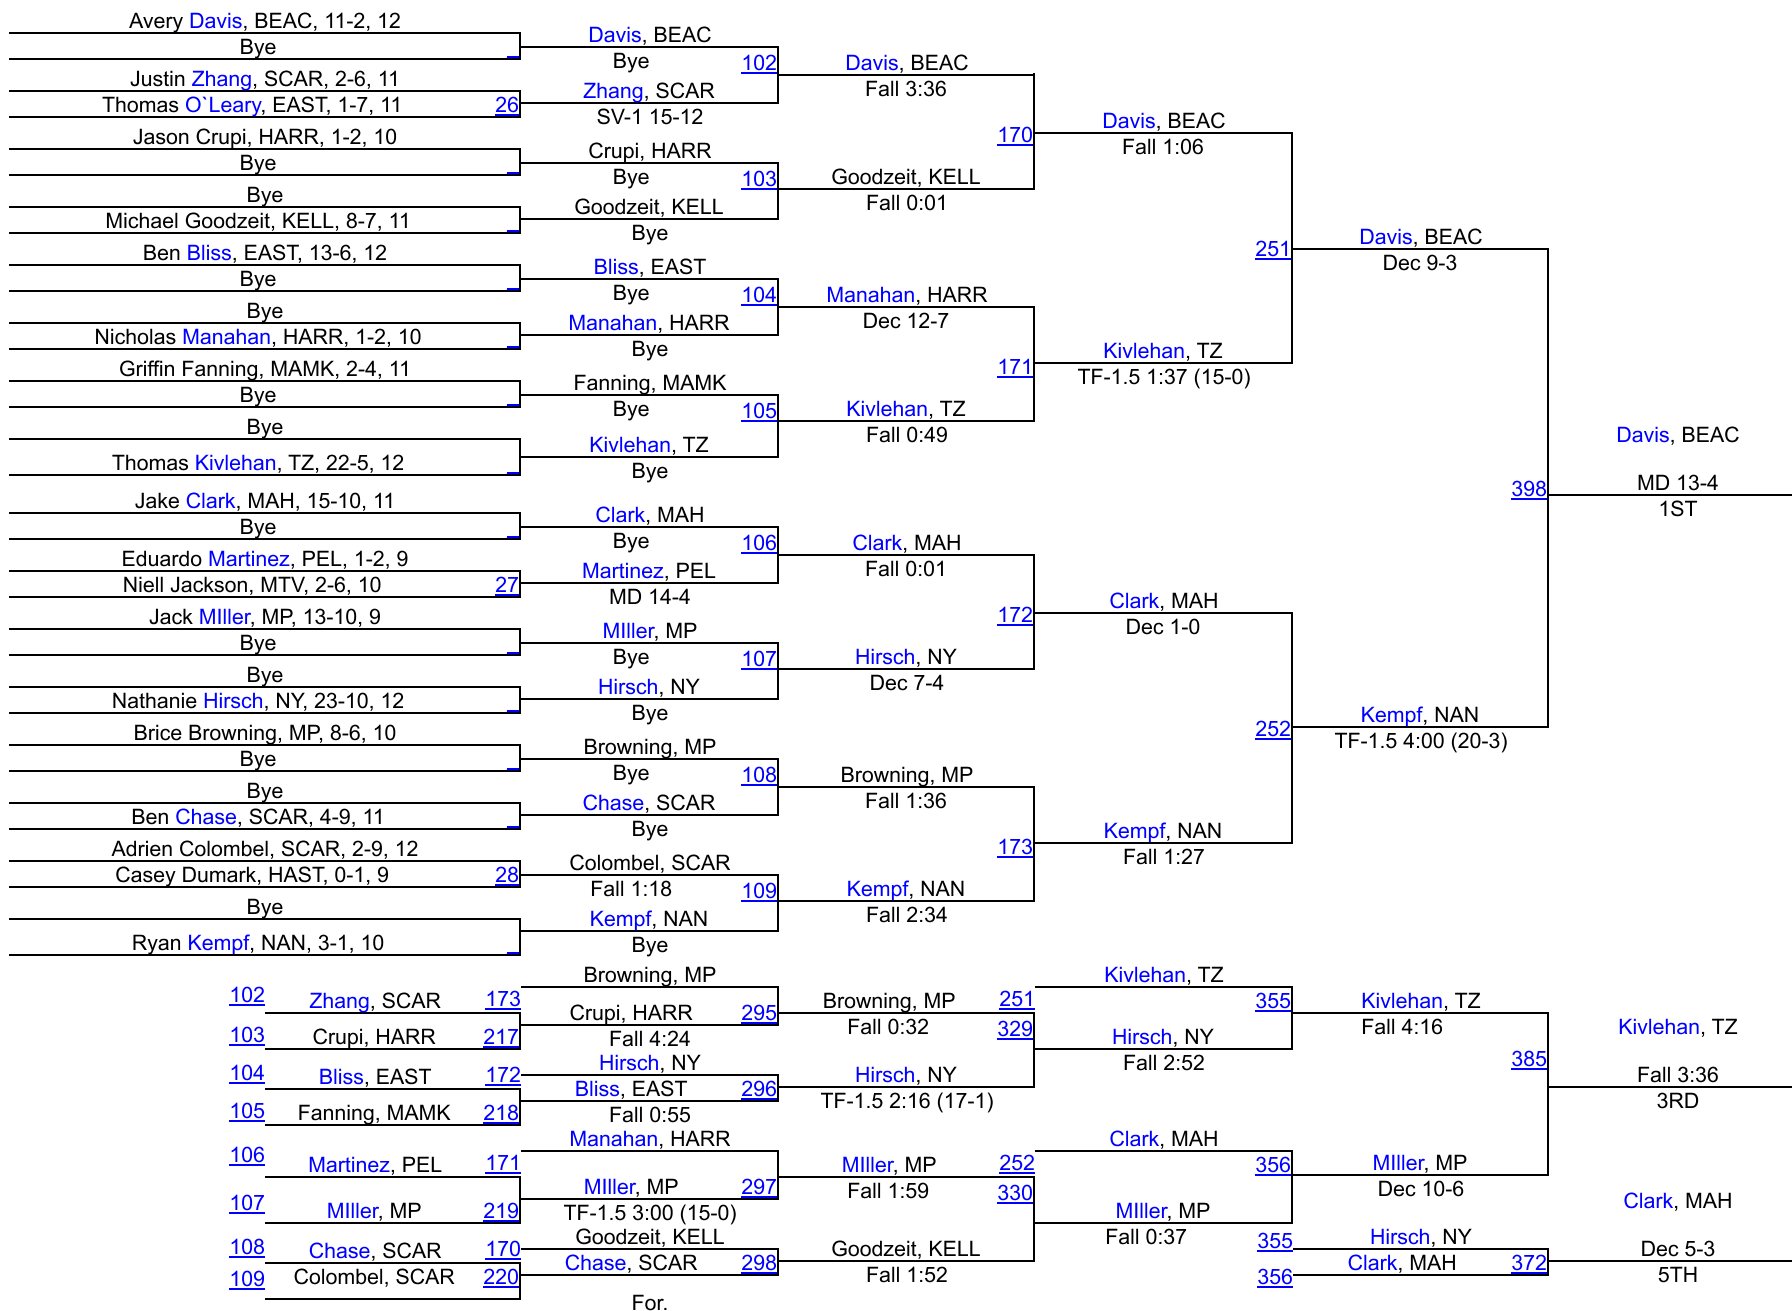 Avery Davis, BEAC, 11-2, 12
Bye
Justin Zhang, SCAR, 2-6, 11
Thomas O`Leary, EAST, 1-7, 11
26
Jason Crupi, HARR, 1-2, 10
Bye
Bye
Michael Goodzeit, KELL, 8-7, 11
Ben Bliss, EAST, 13-6, 12
Bye
Bye
Nicholas Manahan, HARR, 1-2, 10
Griffin Fanning, MAMK, 2-4, 11
Bye
Bye
Thomas Kivlehan, TZ, 22-5, 12
Jake Clark, MAH, 15-10, 11
Bye
Eduardo Martinez, PEL, 1-2, 9
Niell Jackson, MTV, 2-6, 10
27
Jack MIller, MP, 13-10, 9
Bye
Bye
Nathanie Hirsch, NY, 23-10, 12
Brice Browning, MP, 8-6, 10
Bye
Bye
Ben Chase, SCAR, 4-9, 11
Adrien Colombel, SCAR, 2-9, 12
Casey Dumark, HAST, 0-1, 9
28
Bye
Ryan Kempf, NAN, 3-1, 10
Davis, BEAC
Bye
102
Zhang, SCAR
SV-1 15-12
Crupi, HARR
Bye
103
Goodzeit, KELL
Bye
Bliss, EAST
Bye
104
Manahan, HARR
Bye
Fanning, MAMK
Bye
105
Kivlehan, TZ
Bye
Clark, MAH
Bye
106
Martinez, PEL
MD 14-4
MIller, MP
Bye
107
Hirsch, NY
Bye
Browning, MP
Bye
108
Chase, SCAR
Bye
Colombel, SCAR
Fall 1:18
109
Kempf, NAN
Bye
Davis, BEAC
Fall 3:36
170
Goodzeit, KELL
Fall 0:01
Manahan, HARR
Dec 12-7
171
Kivlehan, TZ
Fall 0:49
Clark, MAH
Fall 0:01
172
Hirsch, NY
Dec 7-4
Browning, MP
Fall 1:36
173
Kempf, NAN
Fall 2:34
Davis, BEAC
Fall 1:06
251
Kivlehan, TZ
TF-1.5 1:37 (15-0)
Clark, MAH
Dec 1-0
252
Kempf, NAN
Fall 1:27
Davis, BEAC
Dec 9-3
398
Kempf, NAN
TF-1.5 4:00 (20-3)
Davis, BEAC
MD 13-4
1ST
102
Zhang, SCAR
173
103
Crupi, HARR
217
104
Bliss, EAST
172
105
Fanning, MAMK
218
106
Martinez, PEL
171
107
MIller, MP
219
108
Chase, SCAR
170
109
Colombel, SCAR
220
Browning, MP
Crupi, HARR
295
Fall 4:24
Hirsch, NY
Bliss, EAST
296
Fall 0:55
Manahan, HARR
MIller, MP
297
TF-1.5 3:00 (15-0)
Goodzeit, KELL
Chase, SCAR
298
For.
Browning, MP
251
Fall 0:32
329
Hirsch, NY
TF-1.5 2:16 (17-1)
MIller, MP
252
Fall 1:59
330
Goodzeit, KELL
Fall 1:52
Kivlehan, TZ
355
Hirsch, NY
Fall 2:52
Clark, MAH
356
MIller, MP
Fall 0:37
Kivlehan, TZ
Fall 4:16
385
MIller, MP
Dec 10-6
355
Hirsch, NY
356
Clark, MAH
372
Kivlehan, TZ
Fall 3:36
3RD
Clark, MAH
Dec 5-3
5TH